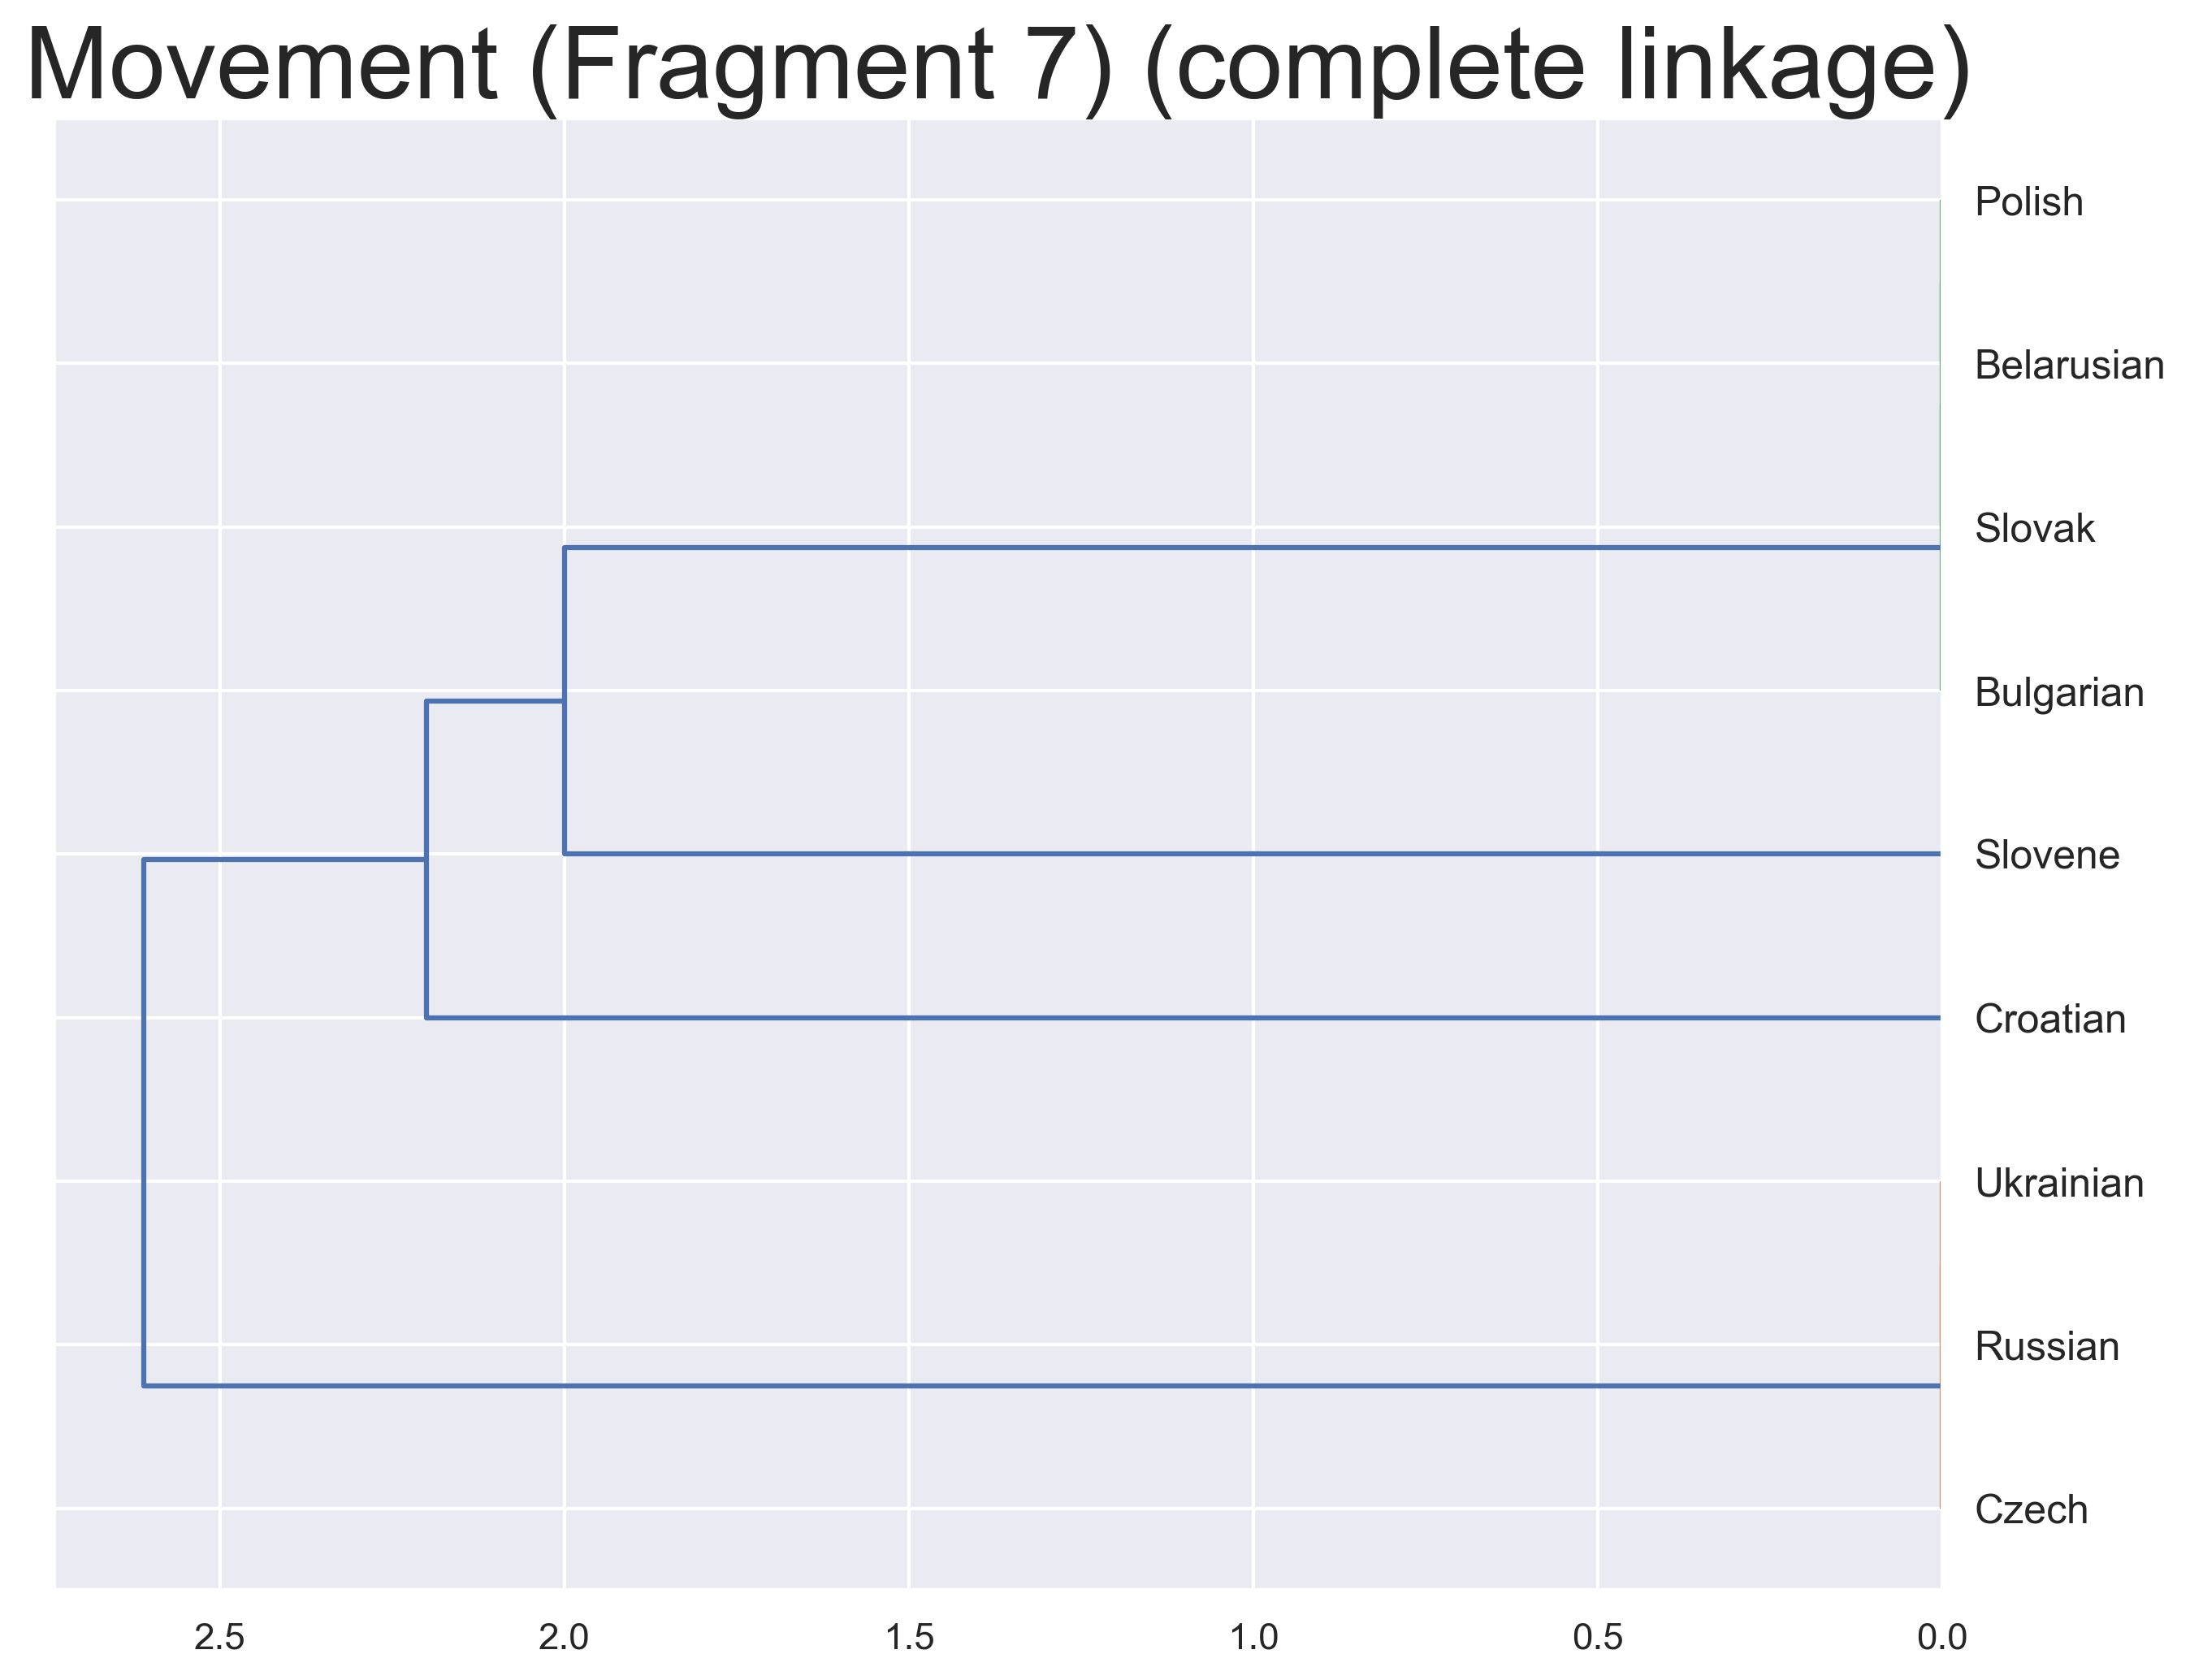 Movement (Fragment 7) (complete linkage)
Polish
Belarusian
Slovak
Bulgarian
Slovene
Croatian
Ukrainian
Russian
Czech
2.5 2.0 1.5 1.0 0.5 0.0